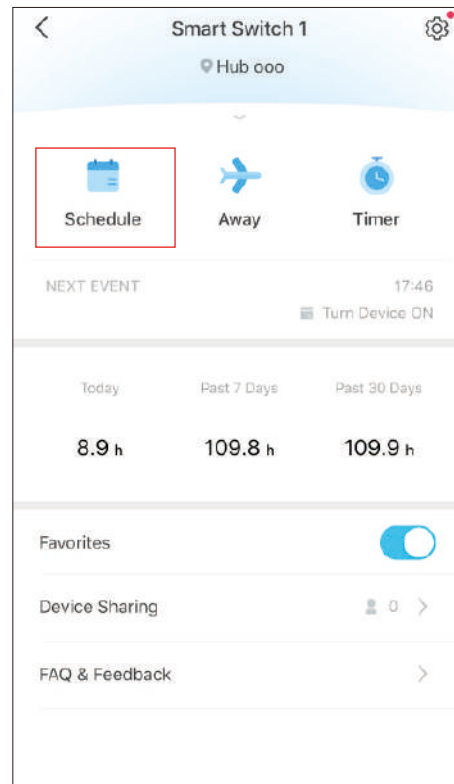 Smart Switch 1
Hub ooo
Schedule Away Timer
NEXT EVENT 17:46
Turn Device ON
Today Past 7 Days Past 30 Days
8.9 h 109.8 h 109.9 h
Favorites
Device Sharing 0
FAQ & Feedback